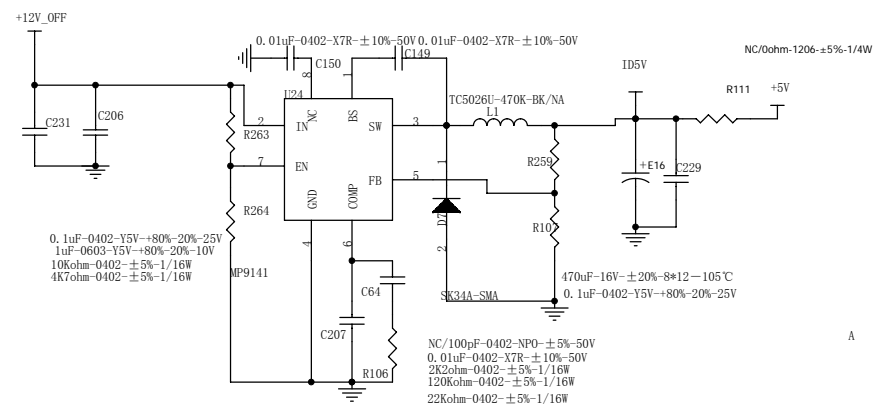 +12V_OFF
0.01uF-0402-X7R-±10%-50V
0.01uF-0402-X7R-±10%-50V
NC/0ohm-1206-±5%-1/4W
C150
C149
ID5V
8
1
R111
+5V
U24
TC5026U-470K-BK/NA
L1
NC
BS
C231
C206
2
IN
SW
3
R263
7
EN
1
R259
+E16
C229
FB
5
R264
GND
COMP
D7
R107
0.1uF-0402-Y5V-+80%-20%-25V
1uF-0603-Y5V-+80%-20%-10V
10Kohm-0402-±5%-1/16W
4K7ohm-0402-±5%-1/16W
4
6
2
MP9141
470uF-16V-±20%-8*12-105℃
0.1uF-0402-Y5V-+80%-20%-25V
C64
SK34A-SMA
C207
A
R106
NC/100pF-0402-NPO-±5%-50V
0.01uF-0402-X7R-±10%-50V
2K2ohm-0402-±5%-1/16W
120Kohm-0402-±5%-1/16W
22Kohm-0402-±5%-1/16W